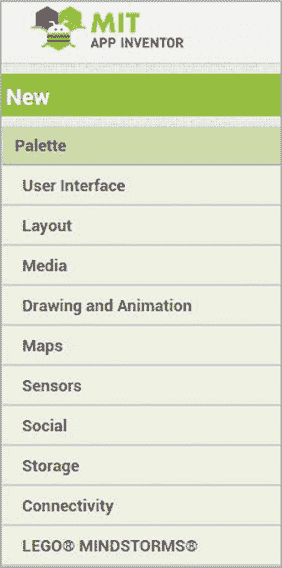 MIT
APP INVENTOR
New
Palette
User Interface
Layout
Media
Drawing and Animation
Maps
Sensors
Social
Storage
Connectivity
LEGO® MINDSTORMS®